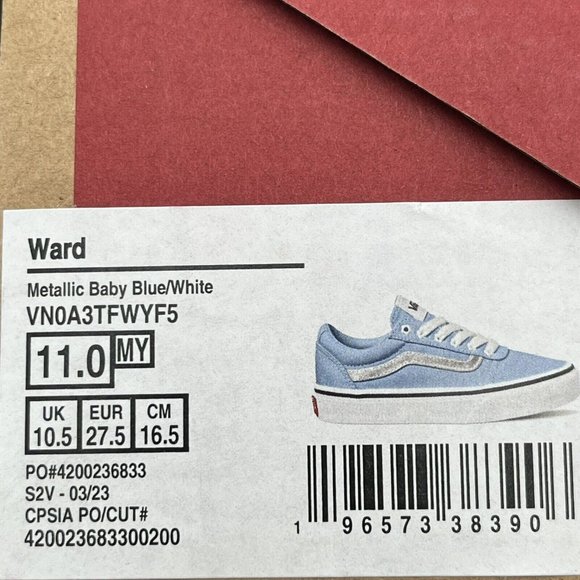 Ward
Metallic Baby Blue/White
VN0A3TFWYF5
11.0 MY
UK EUR CM
10.5 27.5 16.5
PO#4200236833
S2V - 03/23
CPSIA PO/CUT#
420023683300200
1 96573 38390